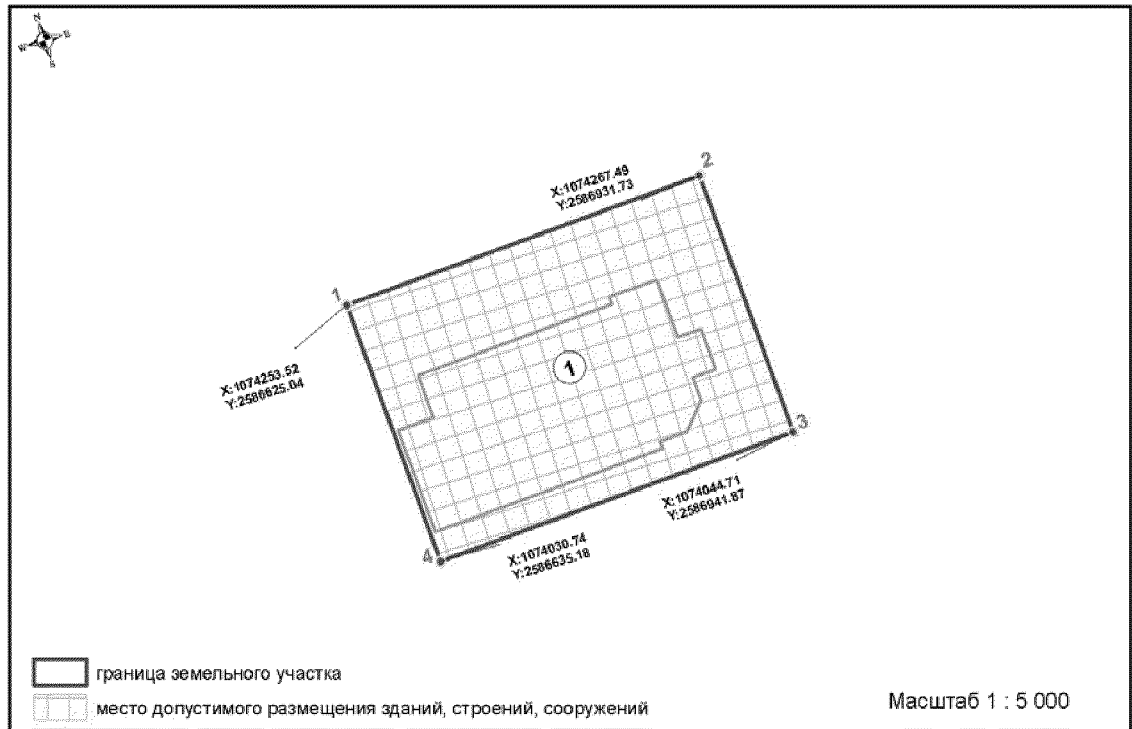 N
W
E
S
2
X:1074267.49
Y:2586931.73
1
X:1074253.52
Y:2586625.04
1
3
X:1074044.71
Y:2586941.87
4
X:1074030.74
Y:2586635.18
граница земельного участка
место допустимого размещения зданий, строений, сооружений
Масштаб 1 : 5 000